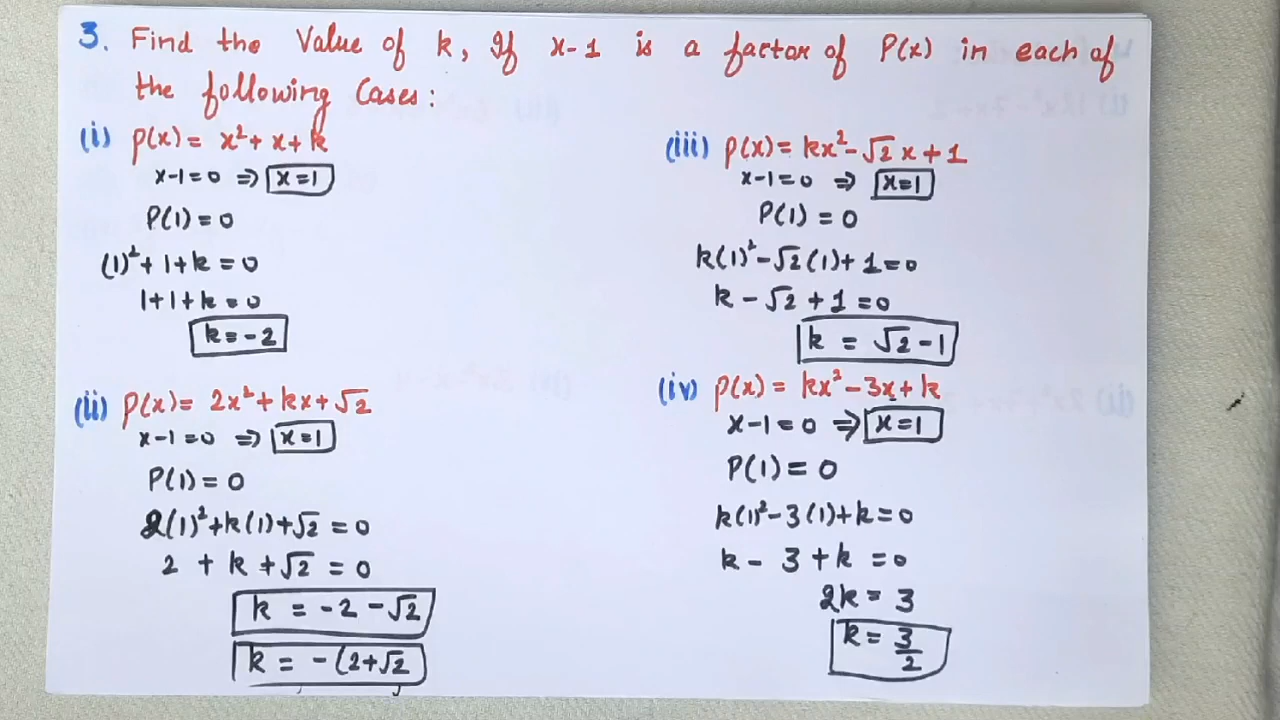 3. Find the Value of k, If x-1 is a factor of P(x) in each of
the following Cases:
(i) p(x) = x² + x + k
x-1=0 ⇒ x=1
P(1) = 0
(1)² + 1 + k = 0
1+1+k = 0
k = -2
(ii) p(x) = 2x² + kx + √2
x-1=0 ⇒ x=1
P(1) = 0
2(1)² + k(1) + √2 = 0
2 + k + √2 = 0
k = -2 - √2
k = -(2+√2
(iii) p(x) = kx² - √2 x + 1
x-1=0 ⇒ x=1
P(1) = 0
k(1)² - √2(1) + 1 = 0
k - √2 + 1 = 0
k = √2 - 1
(iv) p(x) = kx² - 3x + k
x-1=0 ⇒ x=1
P(1) = 0
k(1)² - 3(1) + k = 0
k - 3 + k = 0
2k = 3
k = 3/2